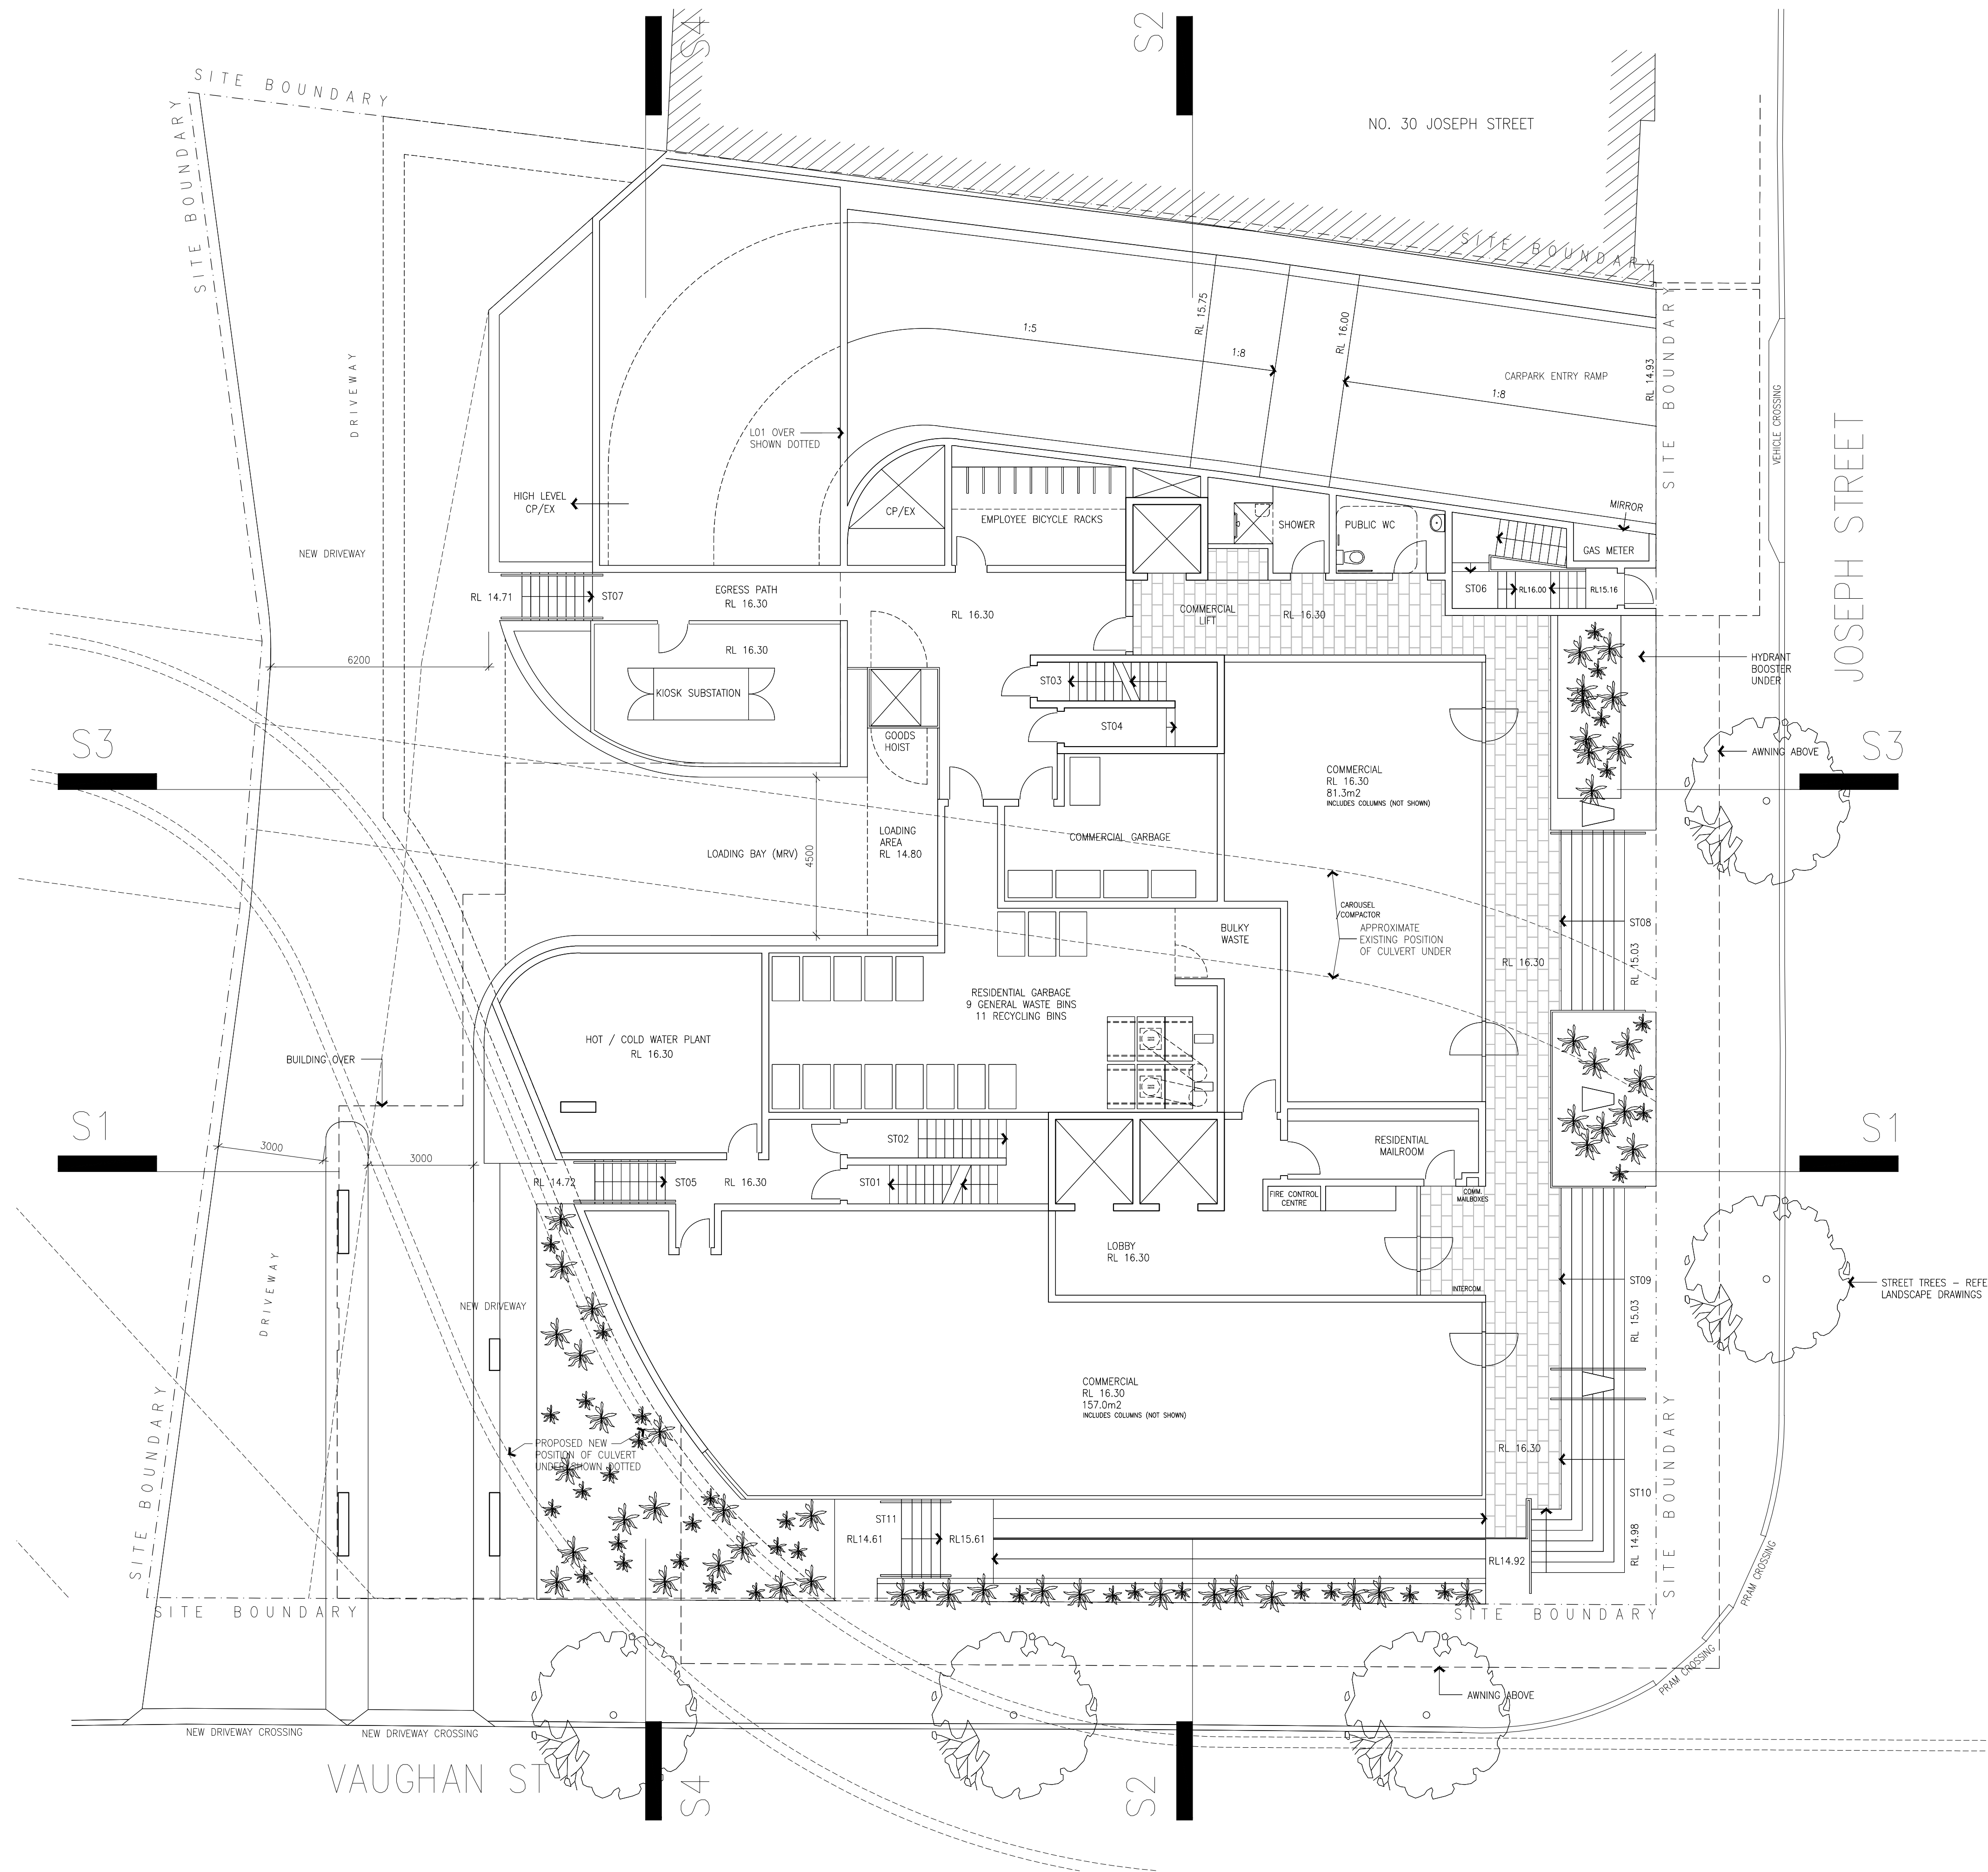 S4
S2
SITE BOUNDARY
SITE BOUNDARY
NO. 30 JOSEPH STREET
SITE BOUNDARY
DRIVEWAY
NEW DRIVEWAY
HIGH LEVEL
CP/EX
L01 OVER
SHOWN DOTTED
1:5
RL 15.75
1:8
RL 16.00
CARPARK ENTRY RAMP
1:8
RL 14.93
SITE BOUNDARY
VEHICLE CROSSING
JOSEPH STREET
MIRROR
CP/EX
EMPLOYEE BICYCLE RACKS
SHOWER
PUBLIC WC
GAS METER
RL 14.71
ST07
EGRESS PATH
RL 16.30
RL 16.30
COMMERCIAL
LIFT
RL 16.30
ST06
RL16.00
RL15.16
6200
RL 16.30
KIOSK SUBSTATION
GOODS
HOIST
ST03
ST04
HYDRANT
BOOSTER
UNDER
AWNING ABOVE
S3
S3
COMMERCIAL
RL 16.30
81.3m2
INCLUDES COLUMNS (NOT SHOWN)
LOADING BAY (MRV)
4500
LOADING
AREA
RL 14.80
COMMERCIAL GARBAGE
CAROUSEL
/COMPACTOR
APPROXIMATE
EXISTING POSITION
OF CULVERT UNDER
BULKY
WASTE
ST08
RL 15.03
RL 16.30
RESIDENTIAL GARBAGE
9 GENERAL WASTE BINS
11 RECYCLING BINS
HOT / COLD WATER PLANT
RL 16.30
BUILDING OVER
S1
S1
3000
3000
ST02
ST01
RL 14.72
ST05
RL 16.30
RESIDENTIAL
MAILROOM
FIRE CONTROL
CENTRE
COMM.
MAILBOXES
LOBBY
RL 16.30
INTERCOM
ST09
RL 15.03
STREET TREES - REFE
LANDSCAPE DRAWINGS
DRIVEWAY
NEW DRIVEWAY
COMMERCIAL
RL 16.30
157.0m2
INCLUDES COLUMNS (NOT SHOWN)
PROPOSED NEW
POSITION OF CULVERT
UNDER SHOWN DOTTED
RL 16.30
ST10
RL 14.98
SITE BOUNDARY
SITE BOUNDARY
ST11
RL14.61
RL15.61
RL14.92
PRAM CROSSING
PRAM CROSSING
SITE BOUNDARY
SITE BOUNDARY
AWNING ABOVE
NEW DRIVEWAY CROSSING
NEW DRIVEWAY CROSSING
VAUGHAN ST
S4
S2